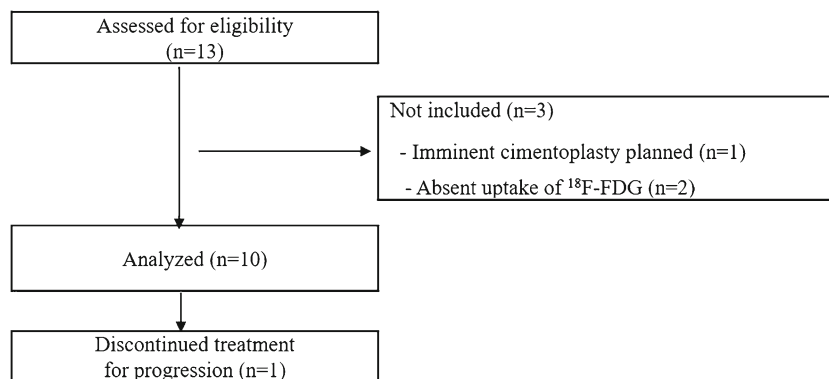 Assessed for eligibility
(n=13)
Not included (n=3)
- Imminent cimentoplasty planned (n=1)
- Absent uptake of ¹⁸F-FDG (n=2)
Analyzed (n=10)
Discontinued treatment
for progression (n=1)